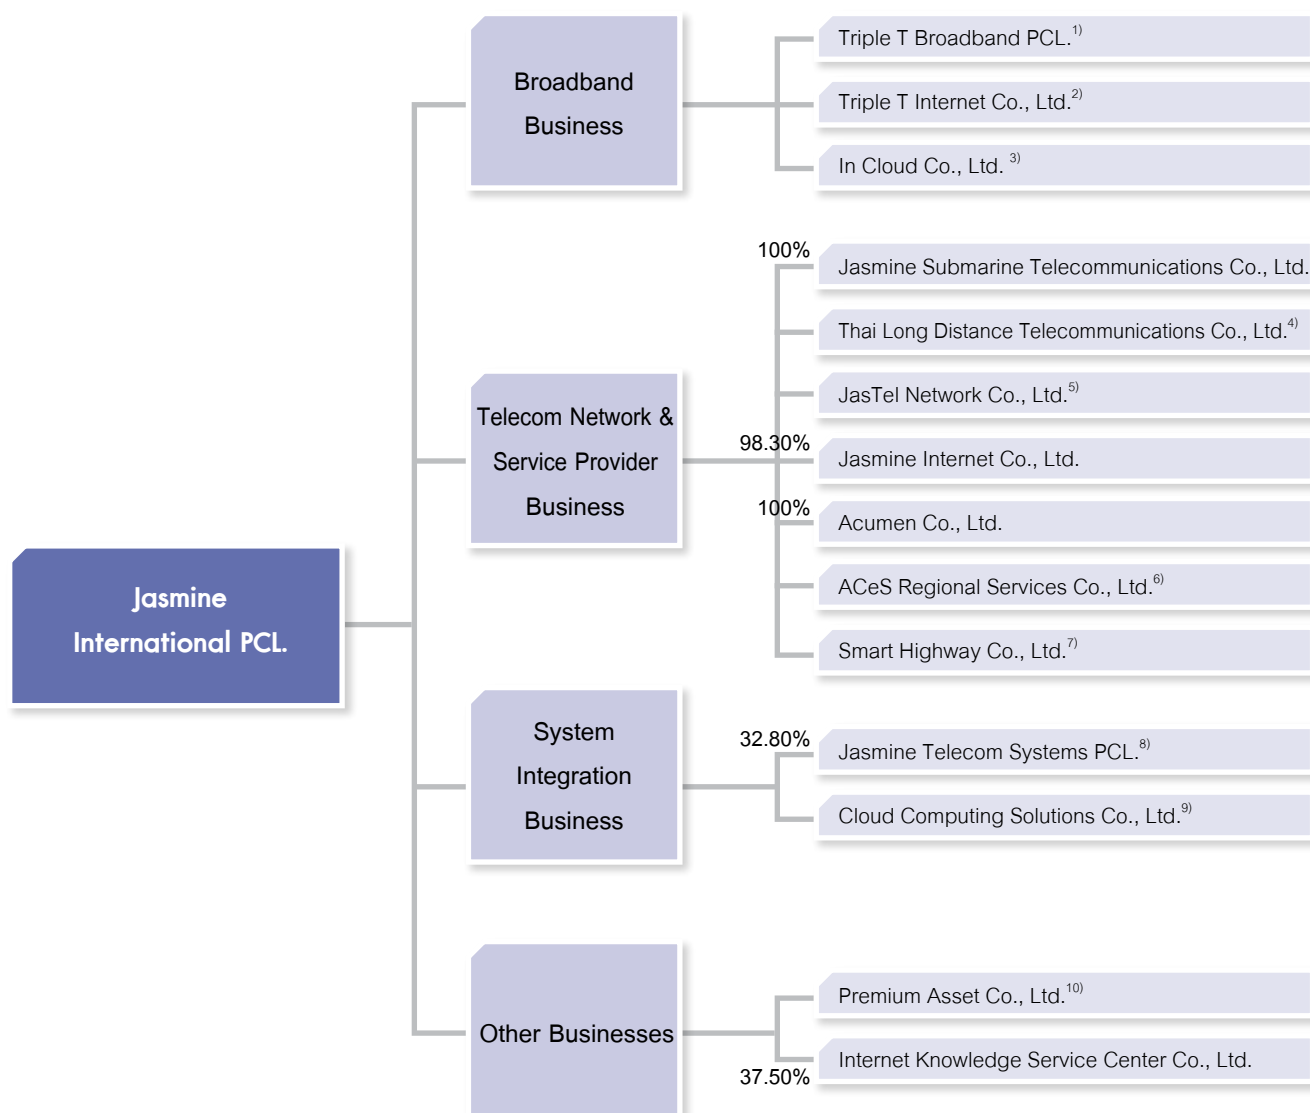 Broadband
Business
Triple T Broadband PCL.1)
Triple T Internet Co., Ltd.2)
In Cloud Co., Ltd. 3)
Telecom Network &
Service Provider
Business
100%
Jasmine Submarine Telecommunications Co., Ltd.
Thai Long Distance Telecommunications Co., Ltd.4)
JasTel Network Co., Ltd.5)
98.30%
Jasmine Internet Co., Ltd.
100%
Acumen Co., Ltd.
ACeS Regional Services Co., Ltd.6)
Smart Highway Co., Ltd.7)
Jasmine
International PCL.
System
Integration
Business
32.80%
Jasmine Telecom Systems PCL.8)
Cloud Computing Solutions Co., Ltd.9)
Other Businesses
Premium Asset Co., Ltd.10)
37.50%
Internet Knowledge Service Center Co., Ltd.